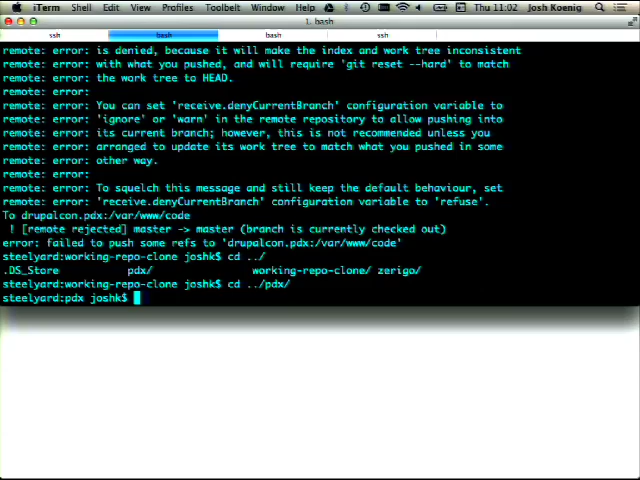 iTerm Shell Edit View Profiles Toolbelt Window Help Thu 11:02 Josh Koenig
1. bash
ssh bash bash ssh
remote: error: is denied, because it will make the index and work tree inconsistent
remote: error: with what you pushed, and will require 'git reset --hard' to match
remote: error: the work tree to HEAD.
remote: error:
remote: error: You can set 'receive.denyCurrentBranch' configuration variable to
remote: error: 'ignore' or 'warn' in the remote repository to allow pushing into
remote: error: its current branch; however, this is not recommended unless you
remote: error: arranged to update its work tree to match what you pushed in some
remote: error: other way.
remote: error:
remote: error: To squelch this message and still keep the default behaviour, set
remote: error: 'receive.denyCurrentBranch' configuration variable to 'refuse'.
To drupalcon.pdx:/var/www/code
! [remote rejected] master -> master (branch is currently checked out)
error: failed to push some refs to 'drupalcon.pdx:/var/www/code'
steelyard:working-repo-clone joshk$ cd ../
.DS_Store pdx/ working-repo-clone/ zerigo/
steelyard:working-repo-clone joshk$ cd ../pdx/
steelyard:pdx joshk$